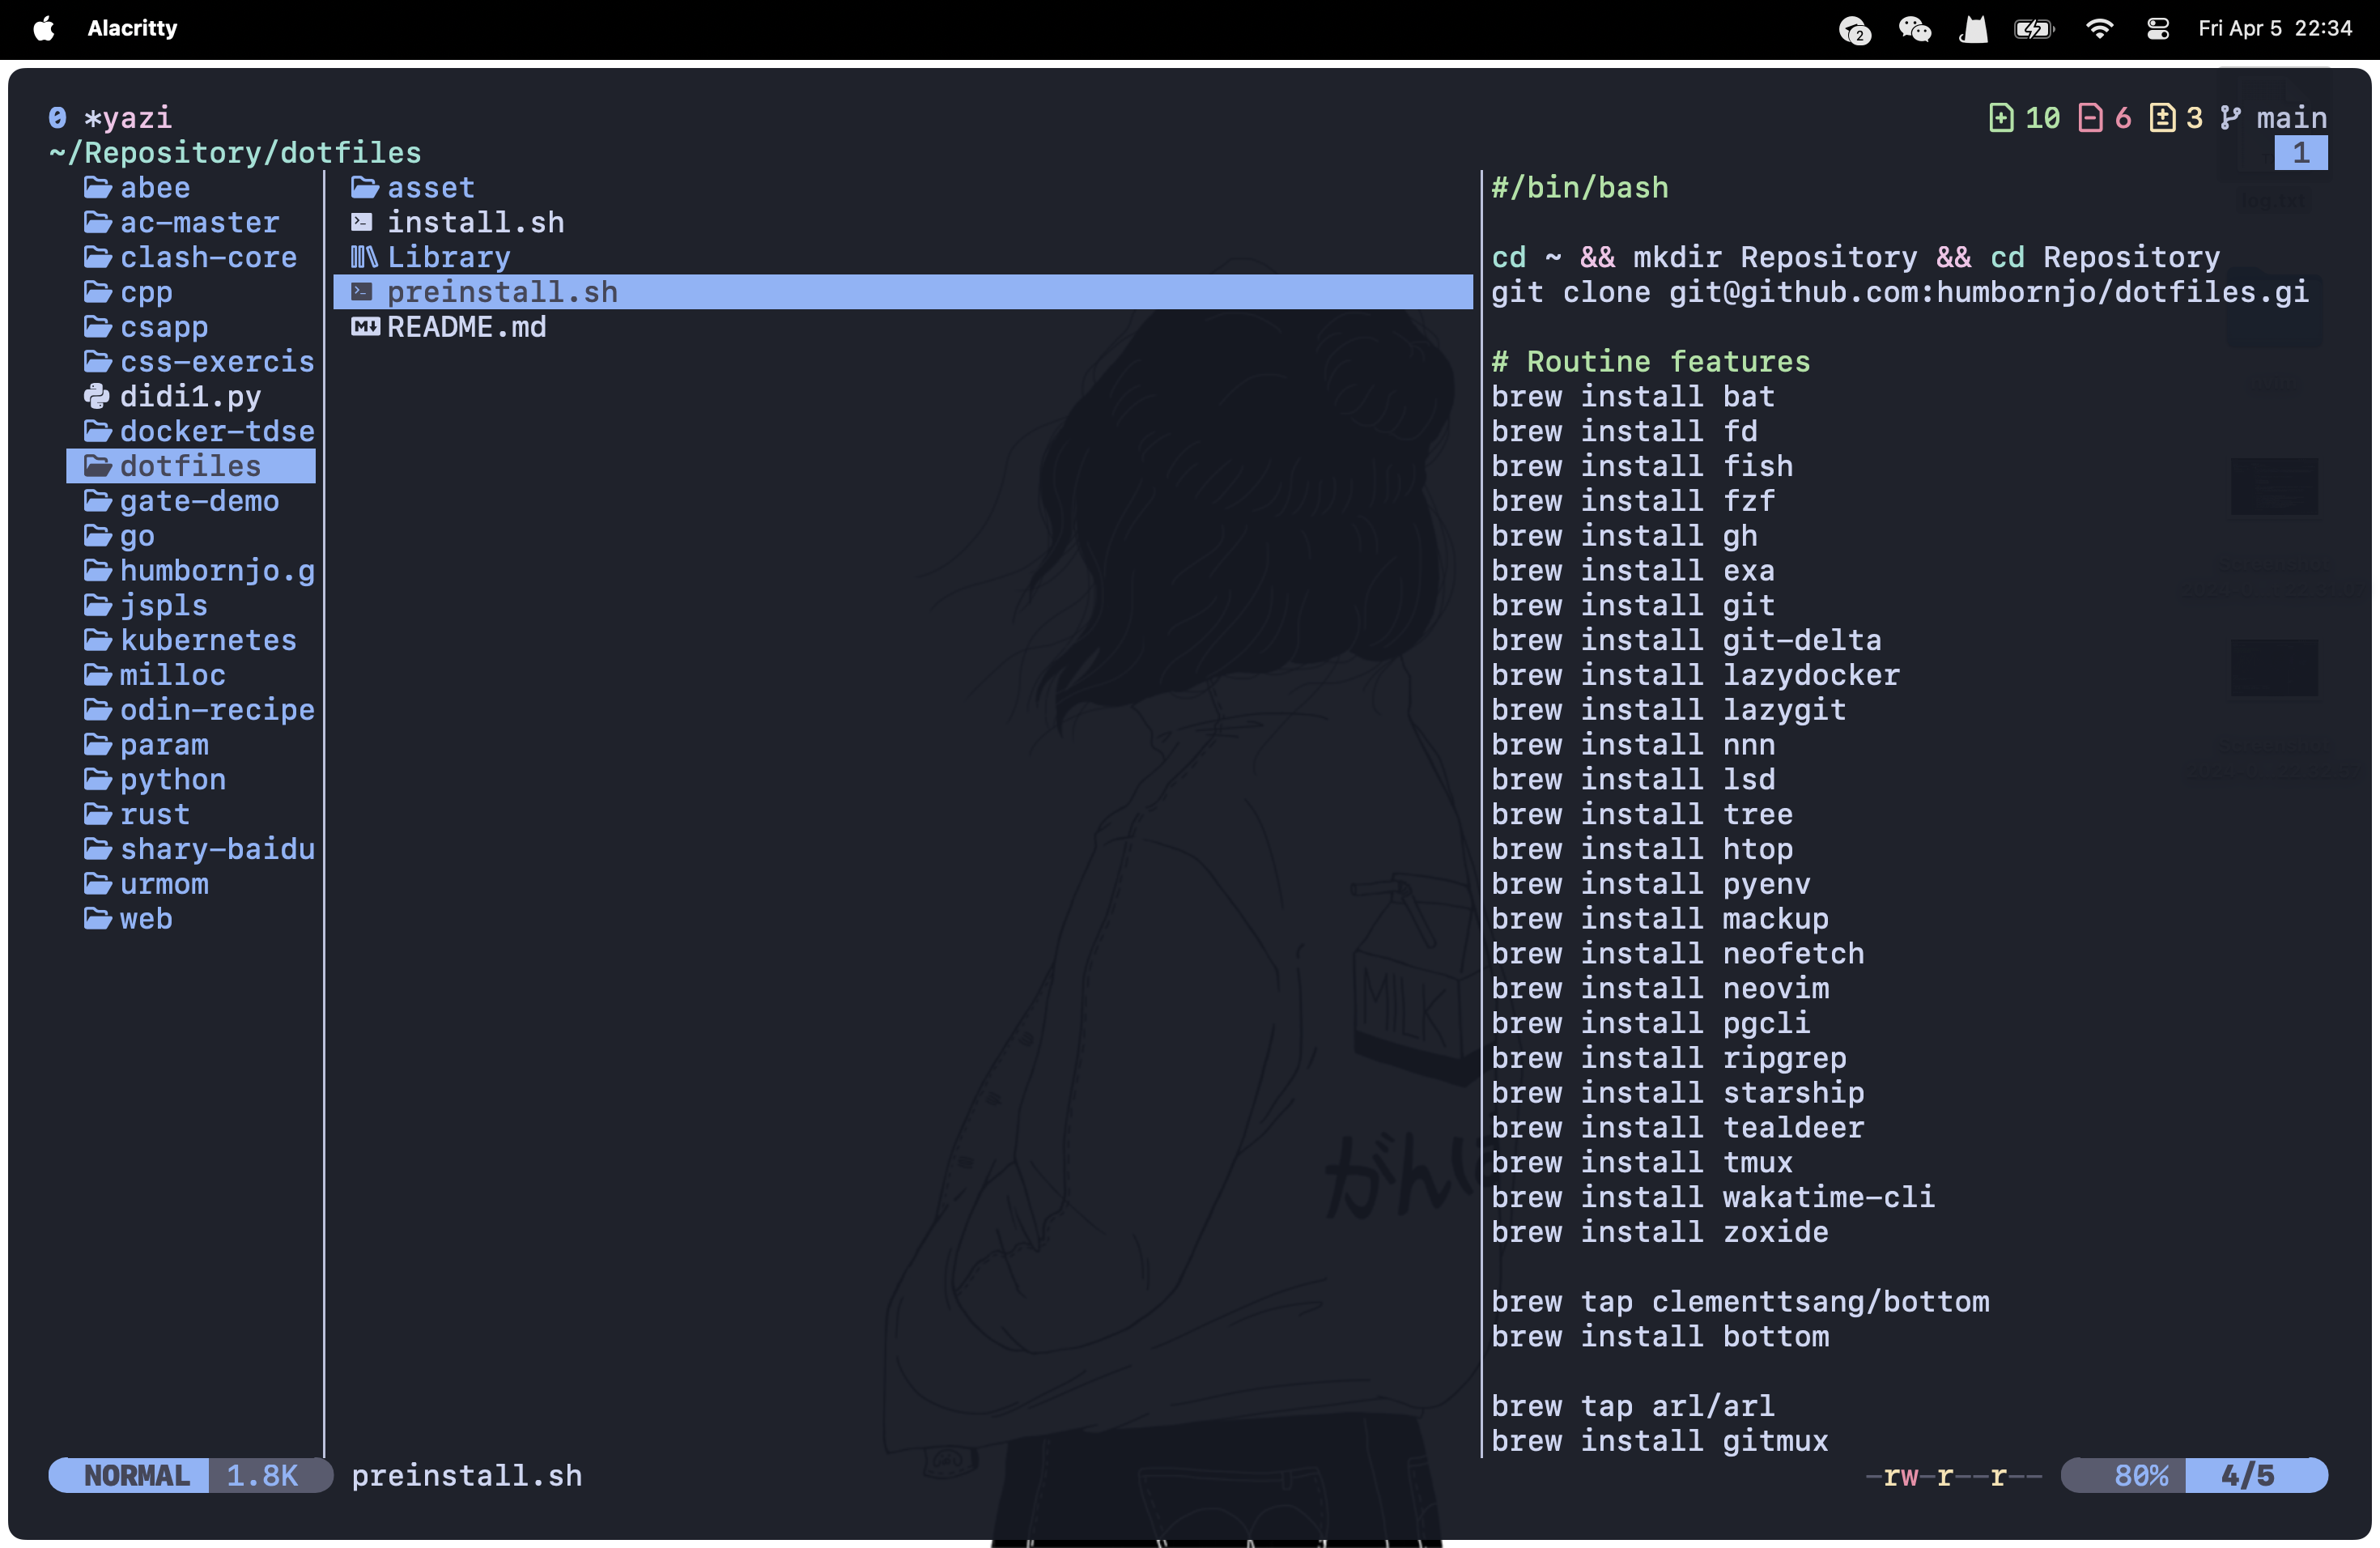 Alacritty
2
Fri Apr 5 22:34
0 *yazi
10 6 3 main
~/Repository/dotfiles
1
abee
ac-master
clash-core
cpp
csapp
css-exercis
didi1.py
docker-tdse
dotfiles
gate-demo
go
humbornjo.g
jspls
kubernetes
milloc
odin-recipe
param
python
rust
shary-baidu
urmom
web
asset
install.sh
Library
preinstall.sh
README.md
#/bin/bash
cd ~ && mkdir Repository && cd Repository
git clone git@github.com:humbornjo/dotfiles.gi
# Routine features
brew install bat
brew install fd
brew install fish
brew install fzf
brew install gh
brew install exa
brew install git
brew install git-delta
brew install lazydocker
brew install lazygit
brew install nnn
brew install lsd
brew install tree
brew install htop
brew install pyenv
brew install mackup
brew install neofetch
brew install neovim
brew install pgcli
brew install ripgrep
brew install starship
brew install tealdeer
brew install tmux
brew install wakatime-cli
brew install zoxide
brew tap clementtsang/bottom
brew install bottom
brew tap arl/arl
brew install gitmux
MILK
がんば
NORMAL 1.8K preinstall.sh
-rw-r--r-- 80% 4/5